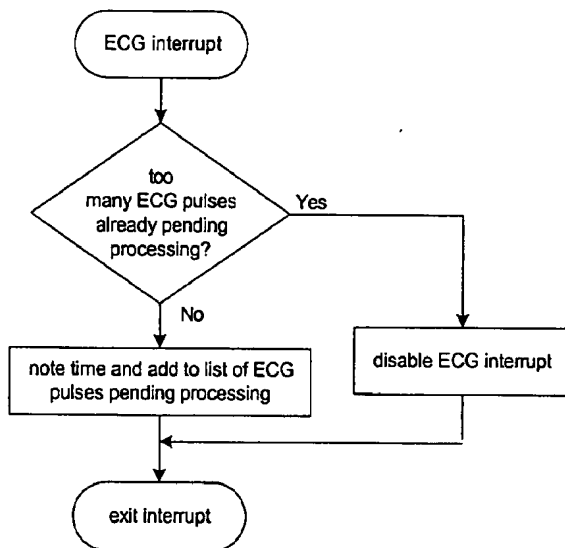 ECG interrupt
too
many ECG pulses
already pending
processing?
Yes
No
note time and add to list of ECG
pulses pending processing
disable ECG interrupt
exit interrupt